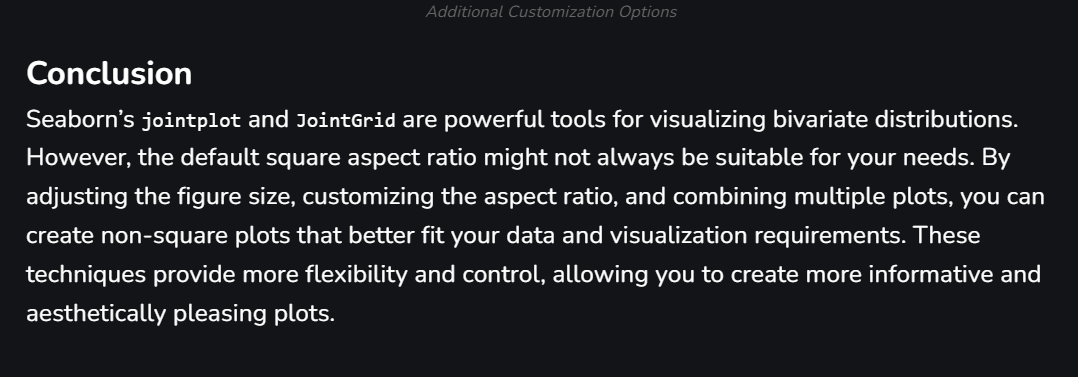 Additional Customization Options
Conclusion
Seaborn’s jointplot and JointGrid are powerful tools for visualizing bivariate distributions.
However, the default square aspect ratio might not always be suitable for your needs. By
adjusting the figure size, customizing the aspect ratio, and combining multiple plots, you can
create non-square plots that better fit your data and visualization requirements. These
techniques provide more flexibility and control, allowing you to create more informative and
aesthetically pleasing plots.